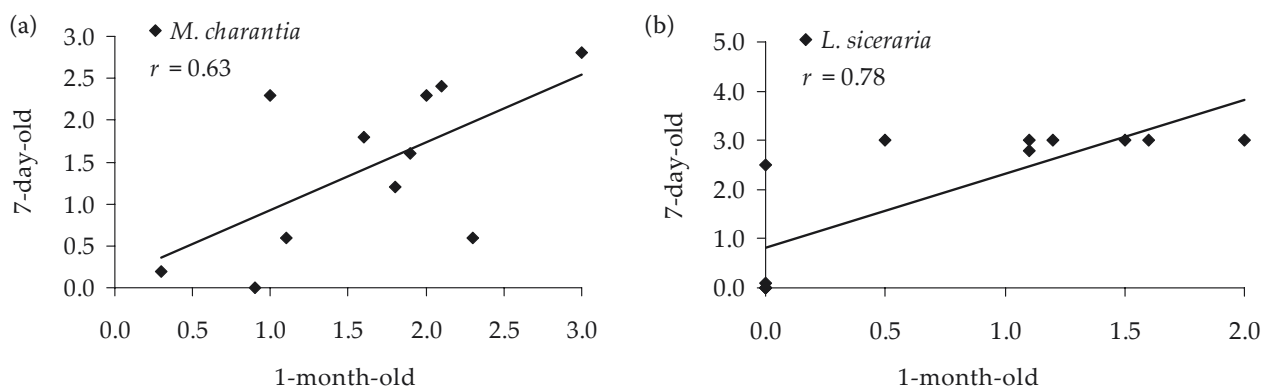 (a)
M. charantia
r = 0.63
3.0
2.5
2.0
1.5
1.0
0.5
0.0
7-day-old
0.0 0.5 1.0 1.5 2.0 2.5 3.0
1-month-old
(b)
L. siceraria
r = 0.78
5.0
4.0
3.0
2.0
1.0
0.0
7-day-old
0.0 0.5 1.0 1.5 2.0
1-month-old